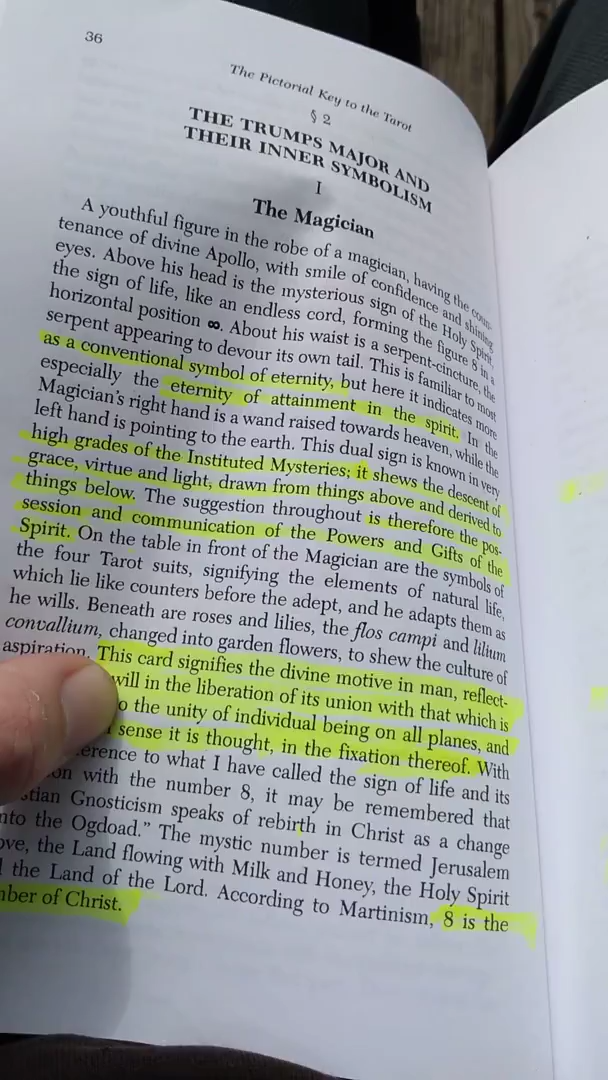 36
The Pictorial Key to the Tarot
§ 2
THE TRUMPS MAJOR AND
THEIR INNER SYMBOLISM
I
The Magician
A youthful figure in the robe of a magician, having the coun-
tenance of divine Apollo, with smile of confidence and shining
eyes. Above his head is the mysterious sign of the Holy Spirit,
the sign of life, like an endless cord, forming the figure 8 in a
horizontal position ∞. About his waist is a serpent-cincture, the
serpent appearing to devour its own tail. This is familiar to most
as a conventional symbol of eternity, but here it indicates more
especially the eternity of attainment in the spirit. In the
Magician's right hand is a wand raised towards heaven, while the
left hand is pointing to the earth. This dual sign is known in very
high grades of the Instituted Mysteries; it shews the descent of
grace, virtue and light, drawn from things above and derived to
things below. The suggestion throughout is therefore the pos-
session and communication of the Powers and Gifts of the
Spirit. On the table in front of the Magician are the symbols of
the four Tarot suits, signifying the elements of natural life,
which lie like counters before the adept, and he adapts them as
he wills. Beneath are roses and lilies, the flos campi and lilium
convallium, changed into garden flowers, to shew the culture of
aspiration. This card signifies the divine motive in man, reflect-
will in the liberation of its union with that which is
o the unity of individual being on all planes, and
sense it is thought, in the fixation thereof. With
erence to what I have called the sign of life and its
on with the number 8, it may be remembered that
stian Gnosticism speaks of rebirth in Christ as a change
nto the Ogdoad." The mystic number is termed Jerusalem
ove, the Land flowing with Milk and Honey, the Holy Spirit
the Land of the Lord. According to Martinism, 8 is the
ber of Christ.